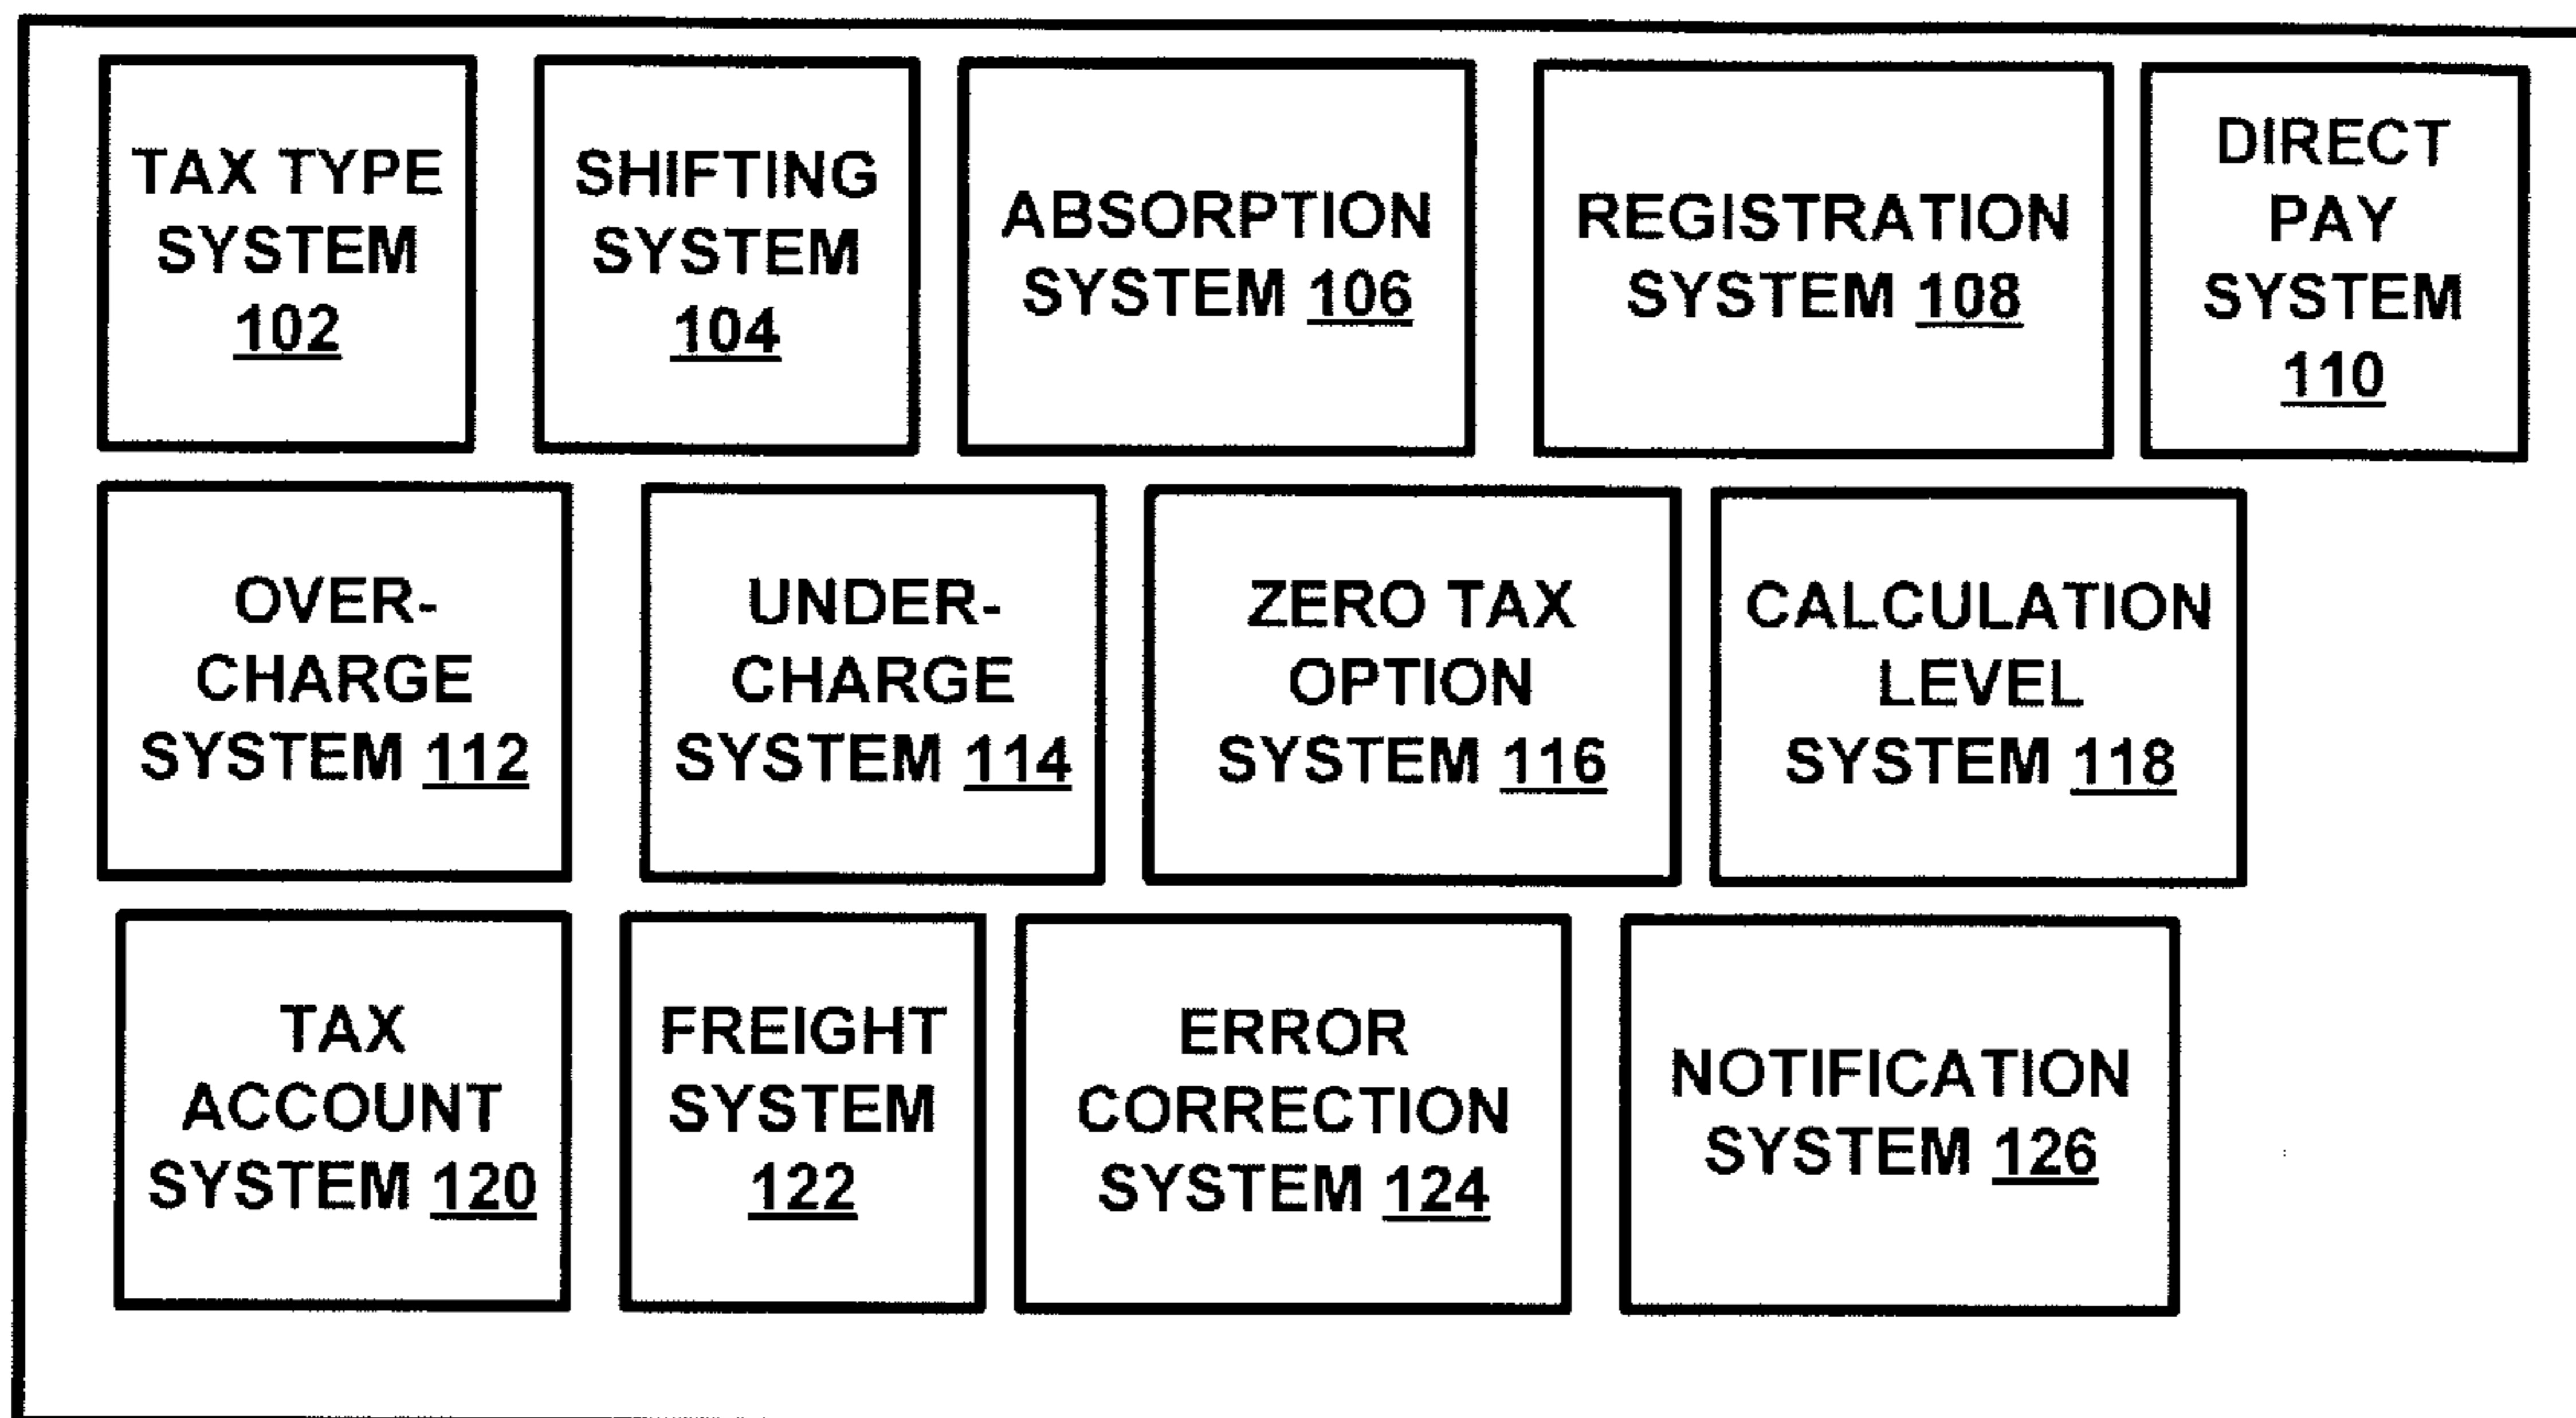 TAX TYPE
SYSTEM
102
SHIFTING
SYSTEM
104
ABSORPTION
SYSTEM 106
REGISTRATION
SYSTEM 108
DIRECT
PAY
SYSTEM
110
OVER-
CHARGE
SYSTEM 112
UNDER-
CHARGE
SYSTEM 114
ZERO TAX
OPTION
SYSTEM 116
CALCULATION
LEVEL
SYSTEM 118
TAX
ACCOUNT
SYSTEM 120
FREIGHT
SYSTEM
122
ERROR
CORRECTION
SYSTEM 124
NOTIFICATION
SYSTEM 126